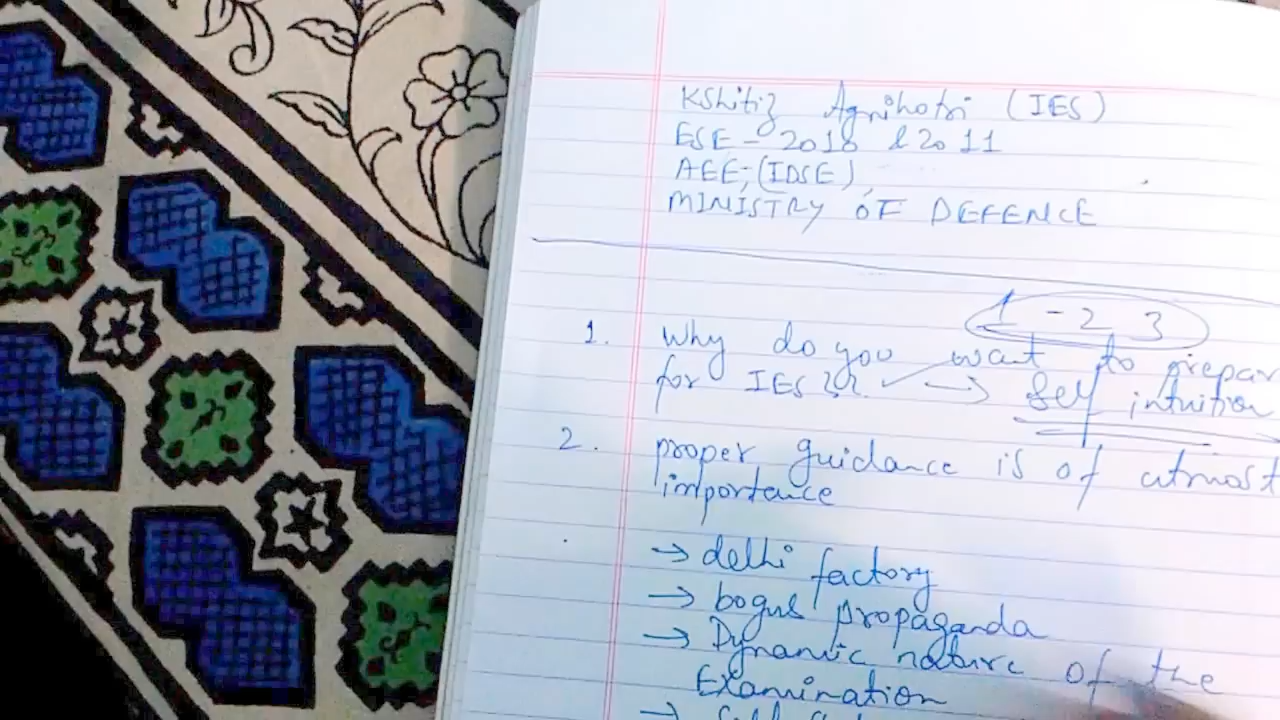 Kshitiz Agnihotri (IES)
ESE - 2018 & 2011
AEE, (IDSE),
MINISTRY OF DEFENCE
1 - 2 3
1. Why do you want to prepar
for IES??? → Self intuition
2. proper guidance is of utmost
importance
→ delhi factory
→ bogus propaganda
→ Dynamic nature of the
Examination
→